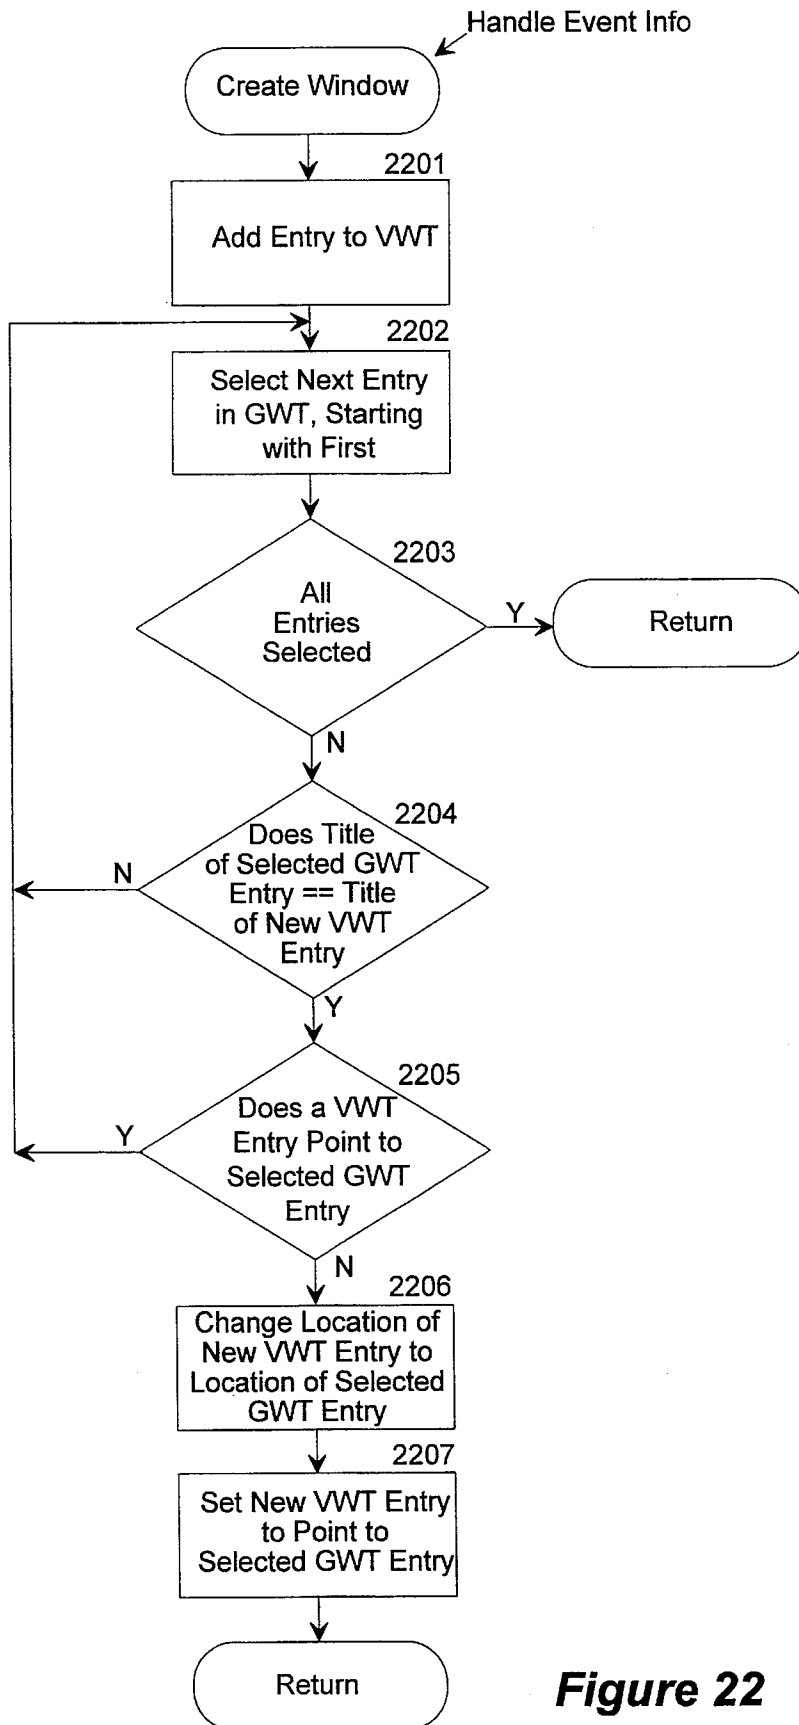 Handle Event Info
Create Window
2201
Add Entry to VWT
2202
Select Next Entry
in GWT, Starting
with First
2203
All
Entries
Selected
Y
Return
N
2204
Does Title
of Selected GWT
Entry == Title
of New VWT
Entry
N
Y
2205
Does a VWT
Entry Point to
Selected GWT
Entry
Y
N
2206
Change Location of
New VWT Entry to
Location of Selected
GWT Entry
2207
Set New VWT Entry
to Point to
Selected GWT Entry
Return
Figure 22